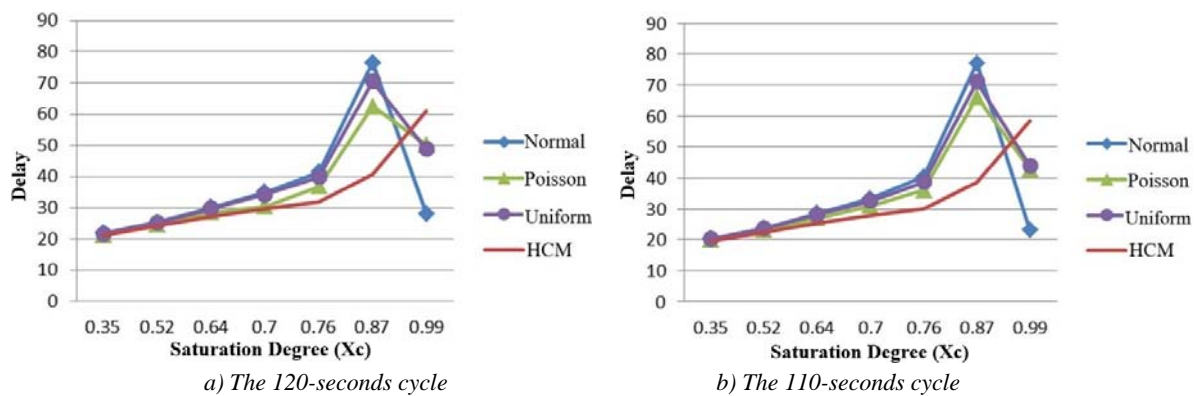 90
80
70
60
50
40
30
20
10
0
Delay
0.35 0.52 0.64 0.7 0.76 0.87 0.99
Saturation Degree (Xc)
Normal
Poisson
Uniform
HCM
a) The 120-seconds cycle
90
80
70
60
50
40
30
20
10
0
Delay
0.35 0.52 0.64 0.7 0.76 0.87 0.99
Saturation Degree (Xc)
Normal
Poisson
Uniform
HCM
b) The 110-seconds cycle